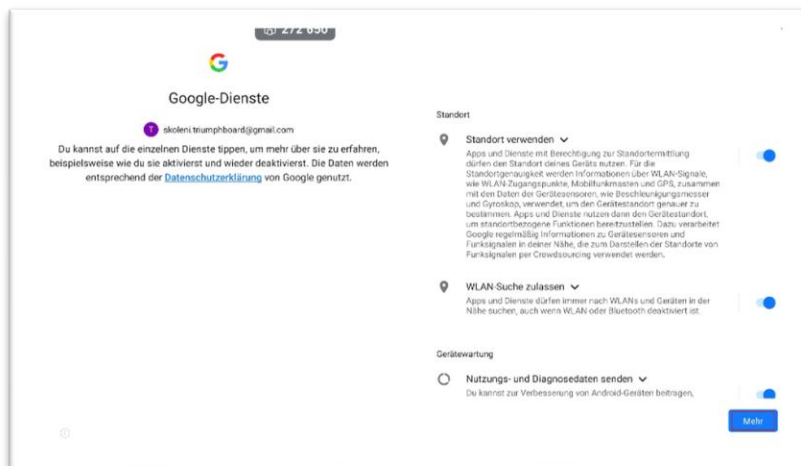 272 650
Google-Dienste
T skoleni.triumphboard@gmail.com
Du kannst auf die einzelnen Dienste tippen, um mehr über sie zu erfahren,
beispielsweise wie du sie aktivierst und wieder deaktivierst. Die Daten werden
entsprechend der Datenschutzerklärung von Google genutzt.
Standort
Standort verwenden
Apps und Dienste mit Berechtigung zur Standortermittlung
dürfen den Standort deines Geräts nutzen. Für die
Standortgenauigkeit werden Informationen über WLAN-Signale,
wie WLAN-Zugangspunkte, Mobilfunkmasten und GPS, zusammen
mit den Daten der Gerätesensoren, wie Beschleunigungsmesser
und Gyroskop, verwendet, um den Gerätestandort genauer zu
bestimmen. Apps und Dienste nutzen dann den Gerätestandort,
um standortbezogene Funktionen bereitzustellen. Dazu verarbeitet
Google regelmäßig Informationen zu Gerätesensoren und
Funksignalen in deiner Nähe, die zum Darstellen der Standorte von
Funksignalen per Crowdsourcing verwendet werden.
WLAN-Suche zulassen
Apps und Dienste dürfen immer nach WLANs und Geräten in der
Nähe suchen, auch wenn WLAN oder Bluetooth deaktiviert ist.
Gerätewartung
Nutzungs- und Diagnosedaten senden
Du kannst zur Verbesserung von Android-Geräten beitragen,
Mehr